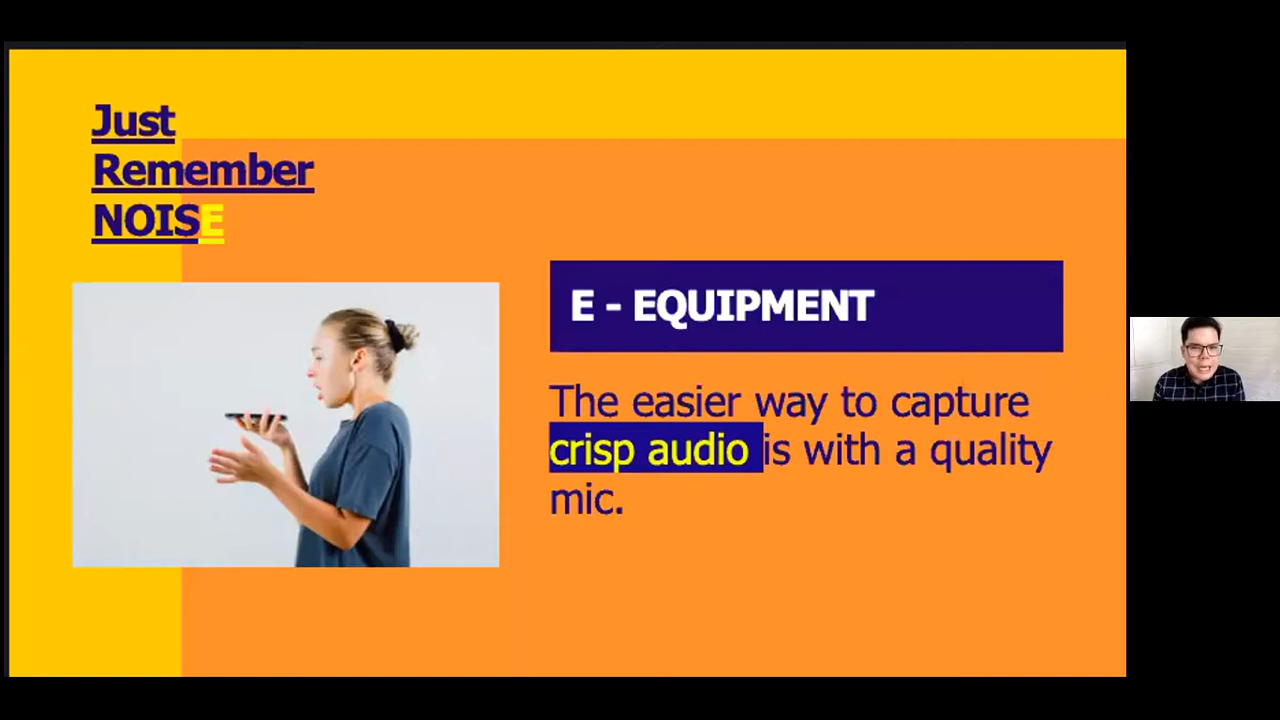 Just
Remember
NOISE
E - EQUIPMENT
The easier way to capture
crisp audio is with a quality
mic.